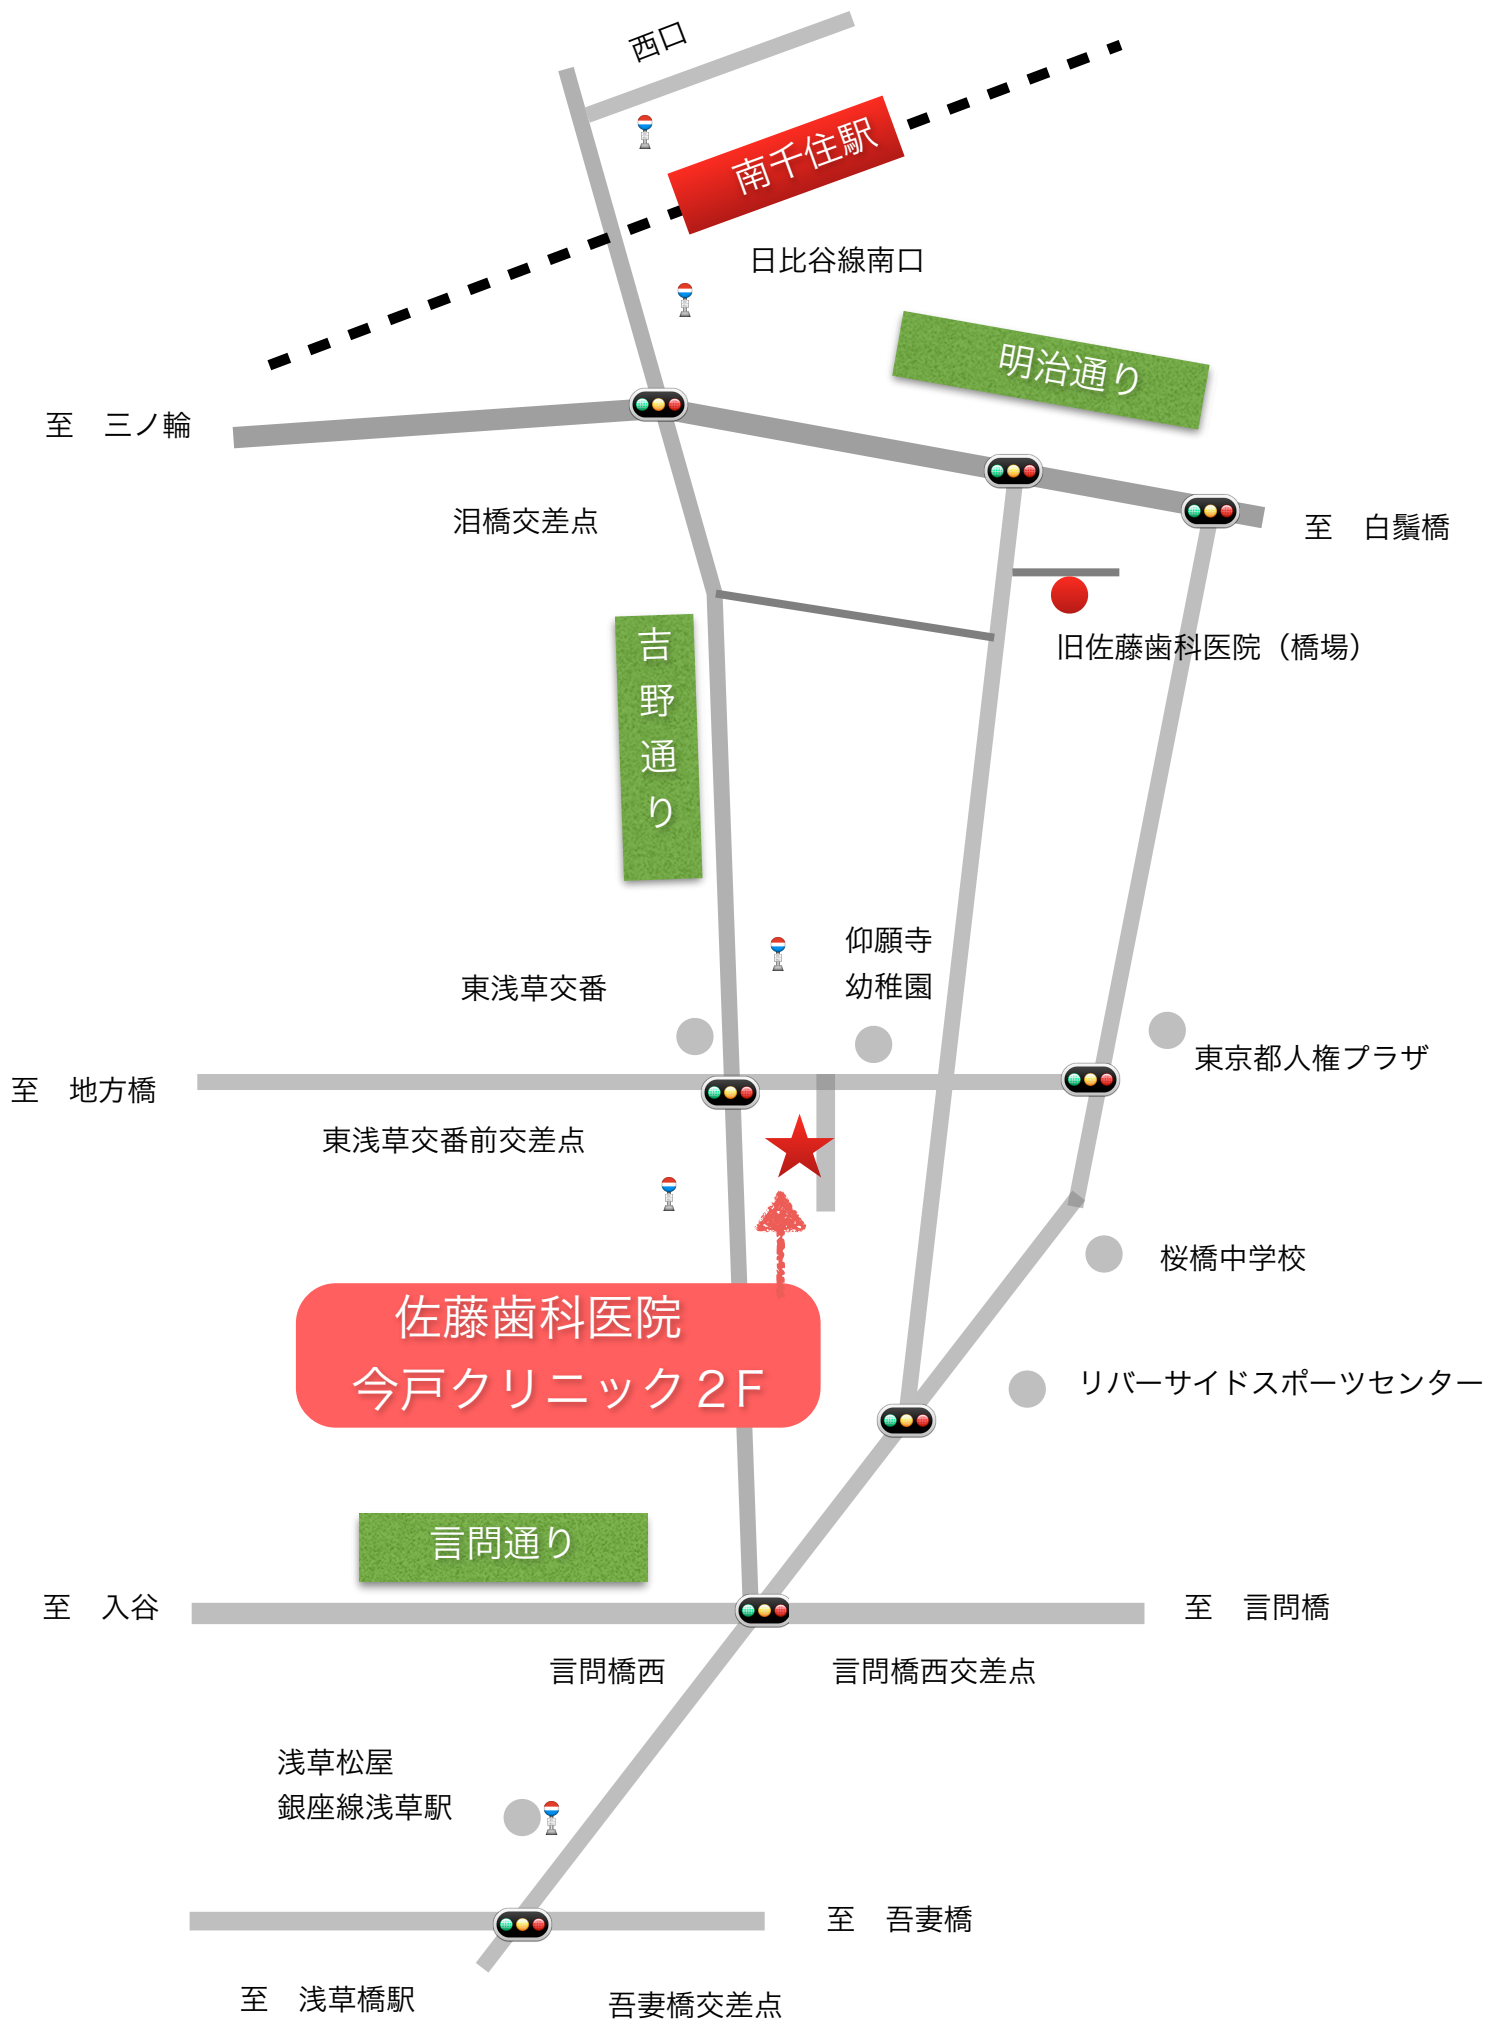 西口
南千住駅
日比谷線南口
明治通り
至　三ノ輪
泪橋交差点
至　白鬚橋
旧佐藤歯科医院（橋場）
吉野通り
仰願寺
幼稚園
東浅草交番
東京都人権プラザ
至　地方橋
東浅草交番前交差点
桜橋中学校
佐藤歯科医院
今戸クリニック２F
リバーサイドスポーツセンター
言問通り
至　入谷
至　言問橋
言問橋西
言問橋西交差点
浅草松屋
銀座線浅草駅
至　吾妻橋
至　浅草橋駅
吾妻橋交差点